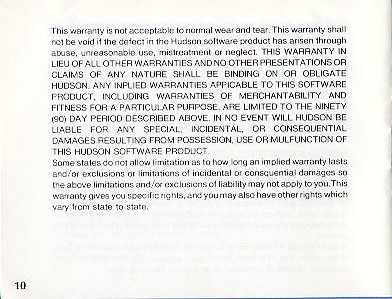 This warranty is not acceptable to normal wear and tear. This warranty shall
not be void if the defect in the Hudson software product has arisen through
abuse, unreasonable use, mistreatment or neglect. THIS WARRANTY IN
LIEU OF ALL OTHER WARRANTIES AND NO OTHER PRESENTATIONS OR
CLAIMS OF ANY NATURE SHALL BE BINDING ON OR OBLIGATE
HUDSON, ANY INPLIED WARRANTIES APPICABLE TO THIS SOFTWARE
PRODUCT, INCLUDING WARRANTIES OF MERCHANTABILITY AND
FITNESS FOR A PARTICULAR PURPOSE, ARE LIMITED TO THE NINETY
(90) DAY PERIOD DESCRIBED ABOVE. IN NO EVENT WILL HUDSON BE
LIABLE FOR ANY SPECIAL, INCIDENTAL, OR CONSEQUENTIAL
DAMAGES RESULTING FROM POSSESSION, USE OR MULFUNCTION OF
THIS HUDSON SOFTWARE PRODUCT.
Some states do not allow limitation as to how long an implied warranty lasts
and/or exclusions or limitations of incidental or consquential damages so
the above limitations and/or exclusions of liability may not apply to you.This
warranty gives you specific rights, and you may also have other rights which
vary from state to state.
10